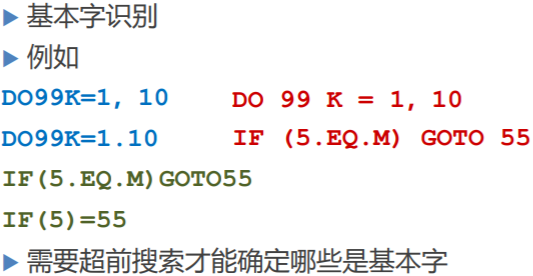 ▶ 基本字识别
▶ 例如
DO99K=1, 10 DO 99 K = 1, 10
DO99K=1.10 IF (5.EQ.M) GOTO 55
IF(5.EQ.M)GOTO55
IF(5)=55
▶ 需要超前搜索才能确定哪些是基本字